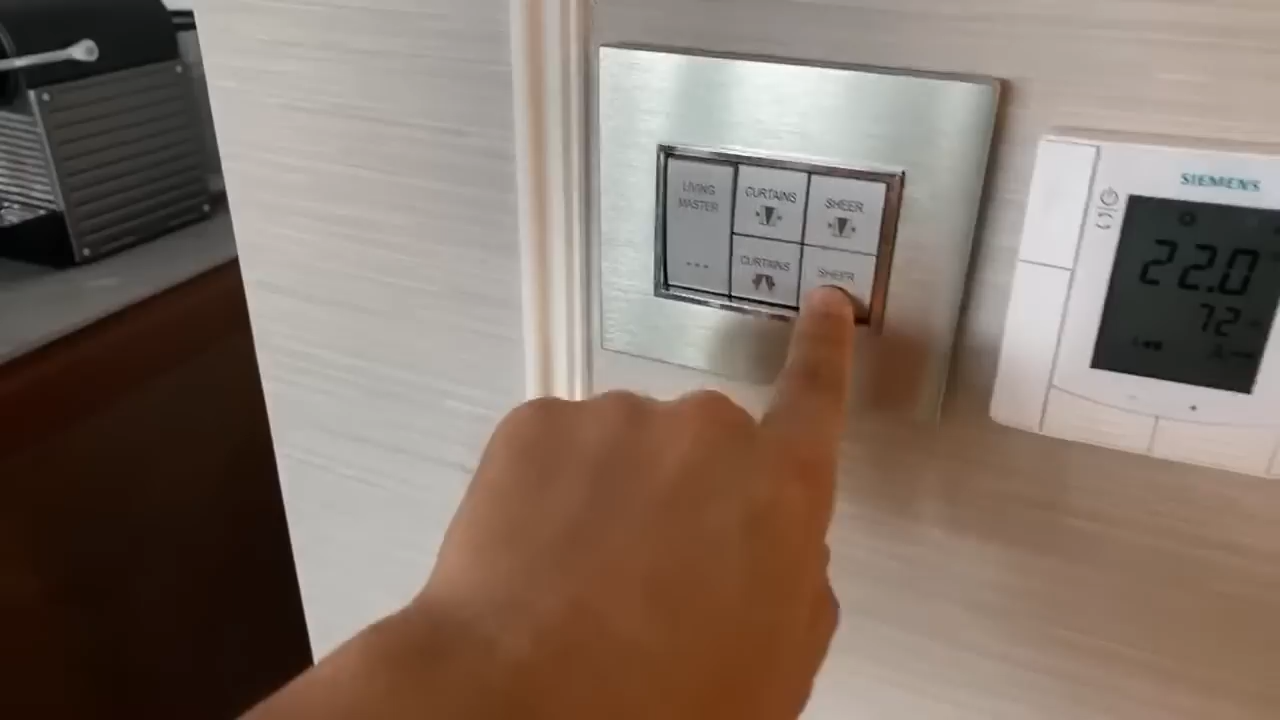 LIVING
MASTER
CURTAINS
SHEER
CURTAINS
SHEER
SIEMENS
22.0
72